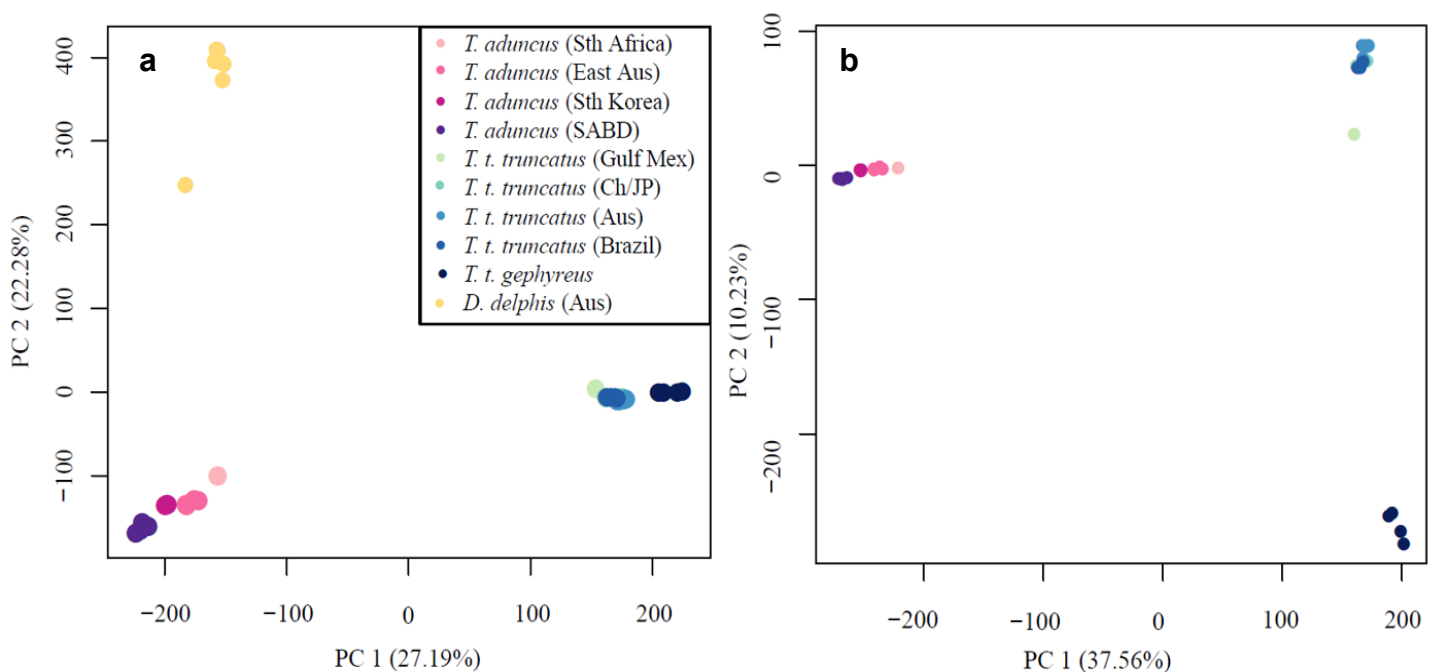 a
T. aduncus (Sth Africa)
T. aduncus (East Aus)
T. aduncus (Sth Korea)
T. aduncus (SABD)
T. t. truncatus (Gulf Mex)
T. t. truncatus (Ch/JP)
T. t. truncatus (Aus)
T. t. truncatus (Brazil)
T. t. gephyreus
D. delphis (Aus)
PC 2 (22.28%)
400
300
200
100
0
−100
−200
−100
0
100
200
PC 1 (27.19%)
b
PC 2 (10.23%)
100
0
−100
−200
−200
−100
0
100
200
PC 1 (37.56%)